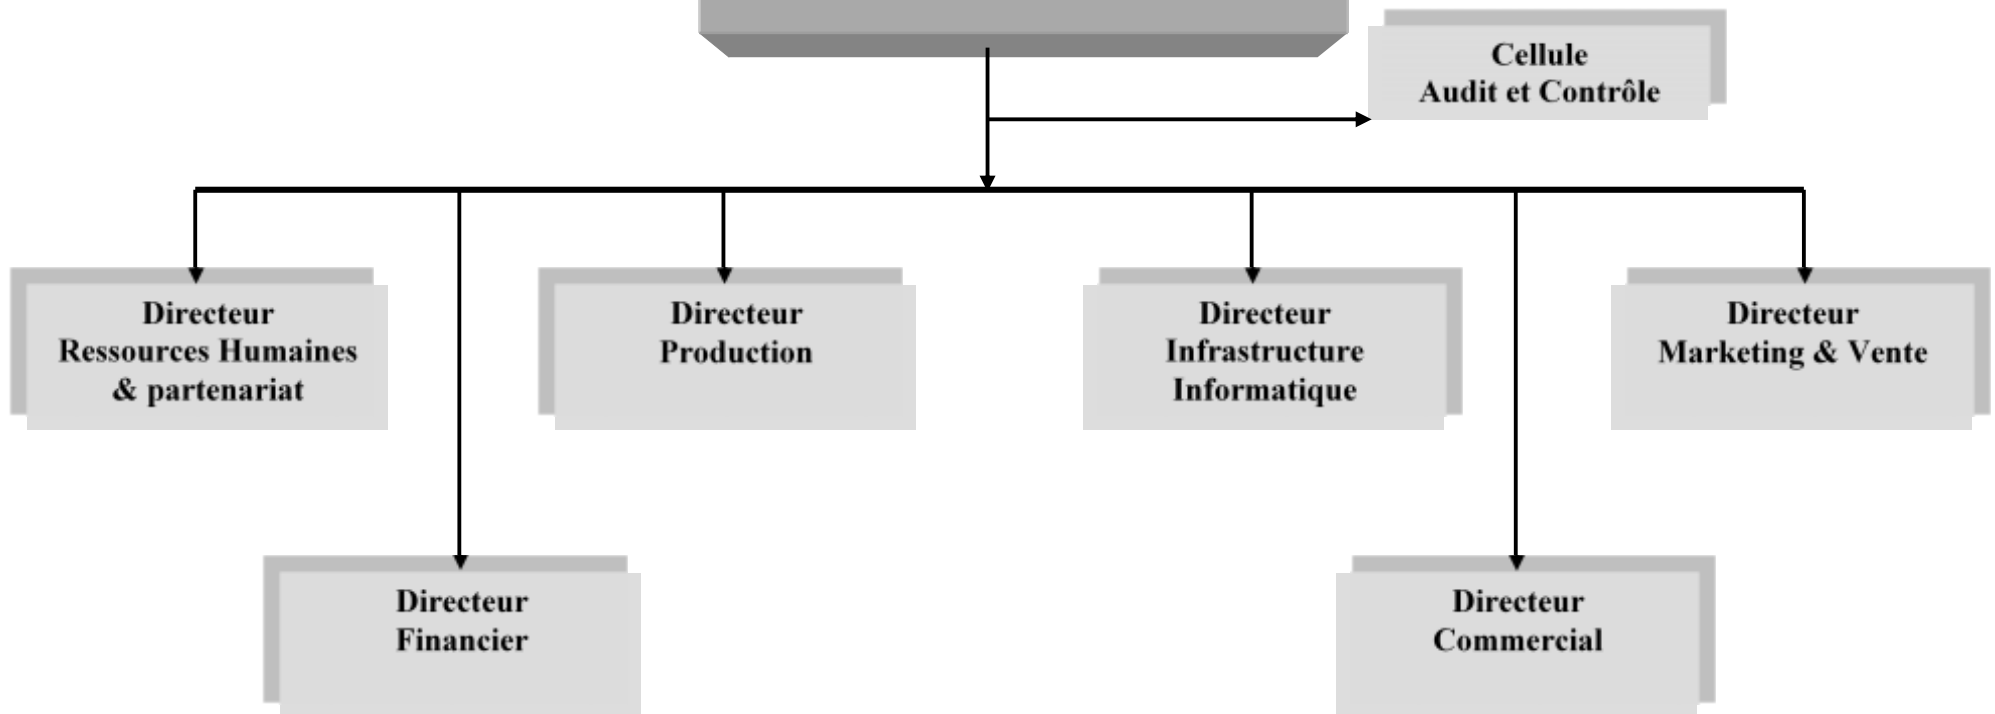 Cellule
Audit et Contrôle
Directeur
Ressources Humaines
& partenariat
Directeur
Production
Directeur
Infrastructure
Informatique
Directeur
Marketing & Vente
Directeur
Financier
Directeur
Commercial